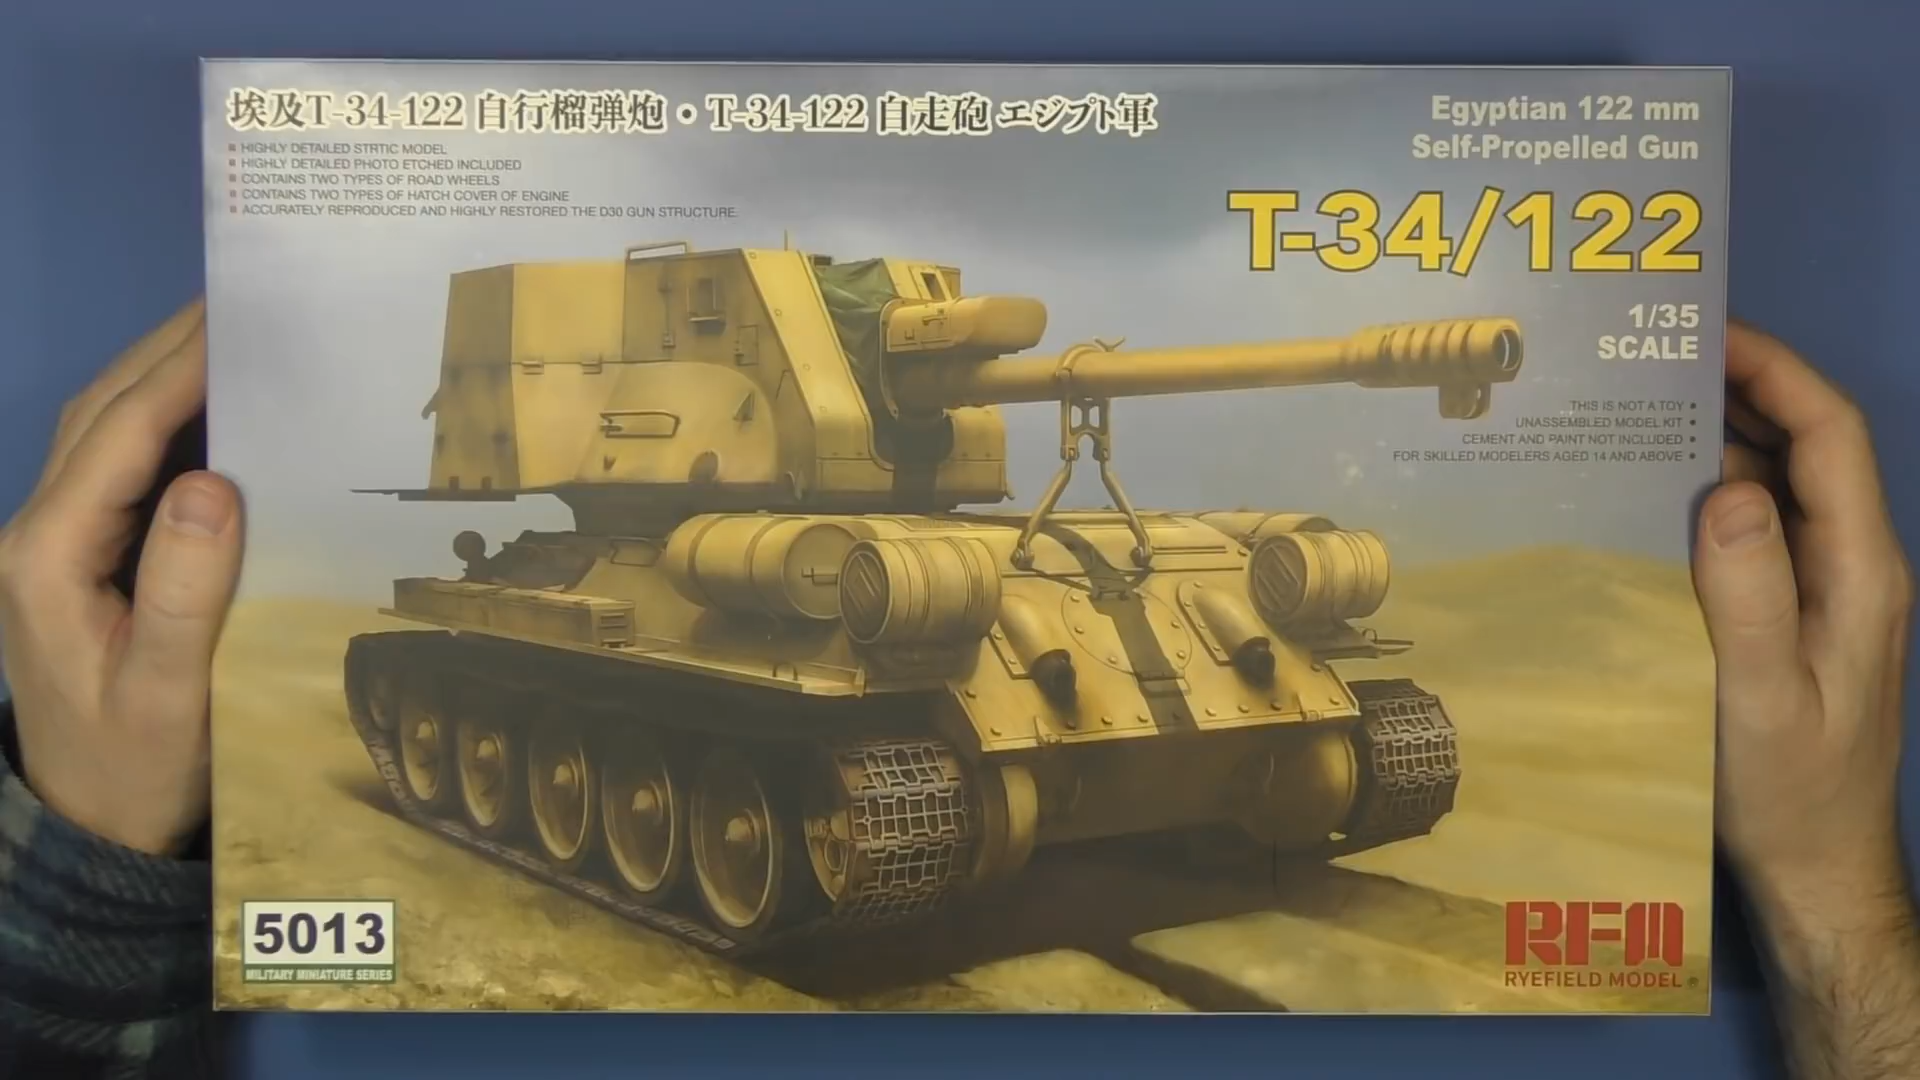 埃及T-34-122 自行榴弹炮・T-34-122 自走砲 エジプト軍
HIGHLY DETAILED STRTIC MODEL
HIGHLY DETAILED PHOTO ETCHED INCLUDED
CONTAINS TWO TYPES OF ROAD WHEELS
CONTAINS TWO TYPES OF HATCH COVER OF ENGINE
ACCURATELY REPRODUCED AND HIGHLY RESTORED THE D30 GUN STRUCTURE.
Egyptian 122 mm
Self-Propelled Gun
T-34/122
1/35
SCALE
THIS IS NOT A TOY
UNASSEMBLED MODEL KIT
CEMENT AND PAINT NOT INCLUDED
FOR SKILLED MODELERS AGED 14 AND ABOVE
5013
MILITARY MINIATURE SERIES
RFM
RYEFIELD MODEL®